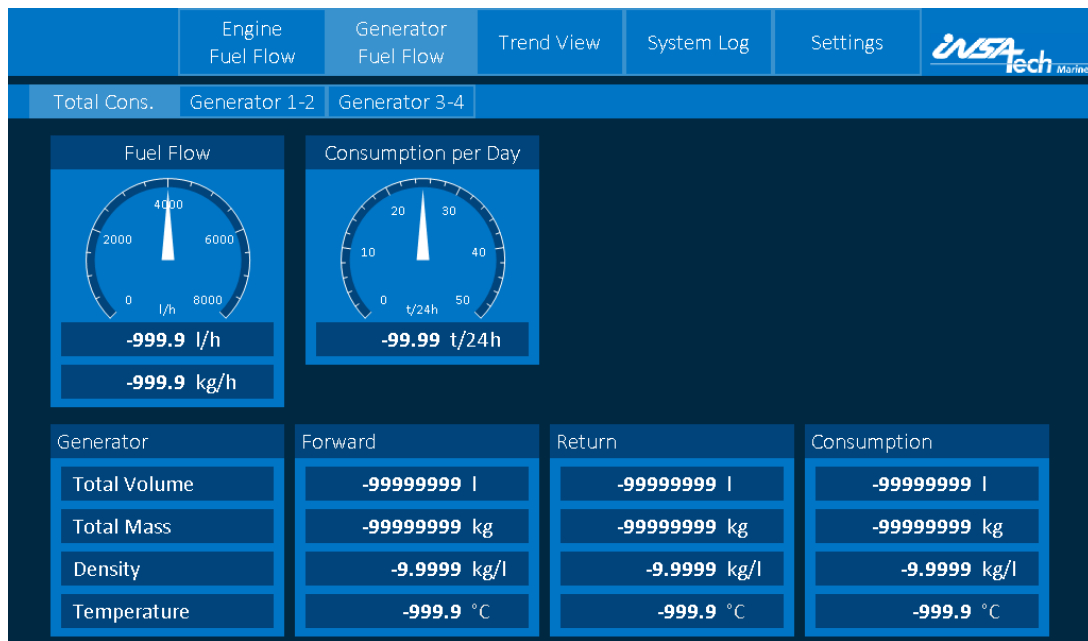 Engine
Fuel Flow
Generator
Fuel Flow
Trend View
System Log
Settings
iNSATech Marine
Total Cons.
Generator 1-2
Generator 3-4
Fuel Flow
0
2000
4000
6000
8000
l/h
-999.9 l/h
-999.9 kg/h
Consumption per Day
0
10
20
30
40
50
t/24h
-99.99 t/24h
Generator Forward Return Consumption
Total Volume -99999999 l -99999999 l -99999999 l
Total Mass -99999999 kg -99999999 kg -99999999 kg
Density -9.9999 kg/l -9.9999 kg/l -9.9999 kg/l
Temperature -999.9 °C -999.9 °C -999.9 °C